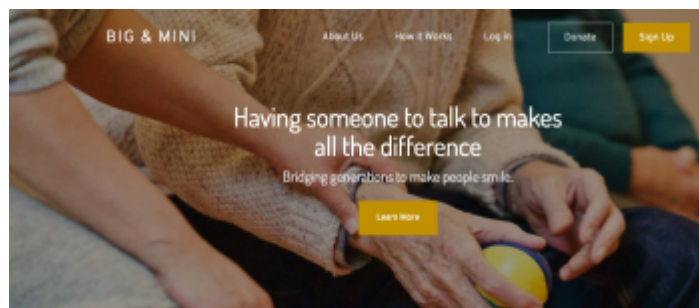 BIG & MINI
About Us
How it Works
Log in
Donate
Sign Up
Having someone to talk to makes
all the difference
Bridging generations to make people smile.
Learn More